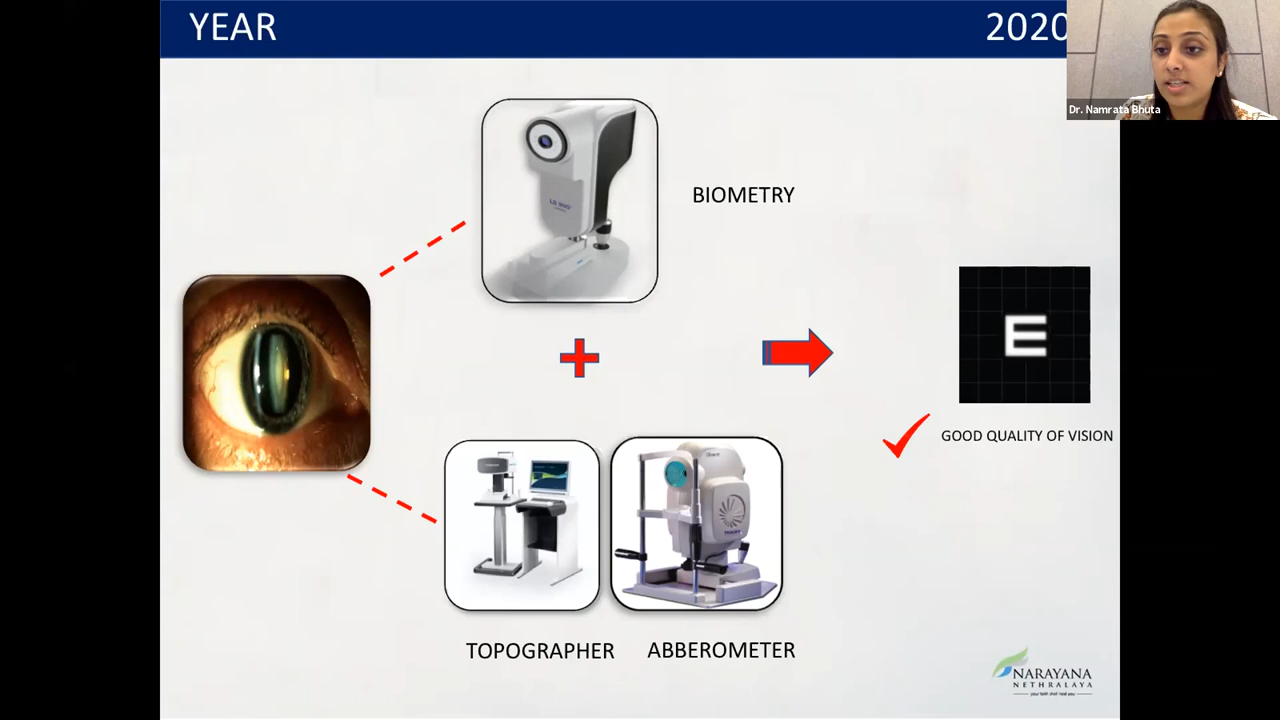 YEAR
2020
Dr. Namrata Bhuta
BIOMETRY
E
GOOD QUALITY OF VISION
TOPOGRAPHER
ABBEROMETER
NARAYANA
NETHRALAYA